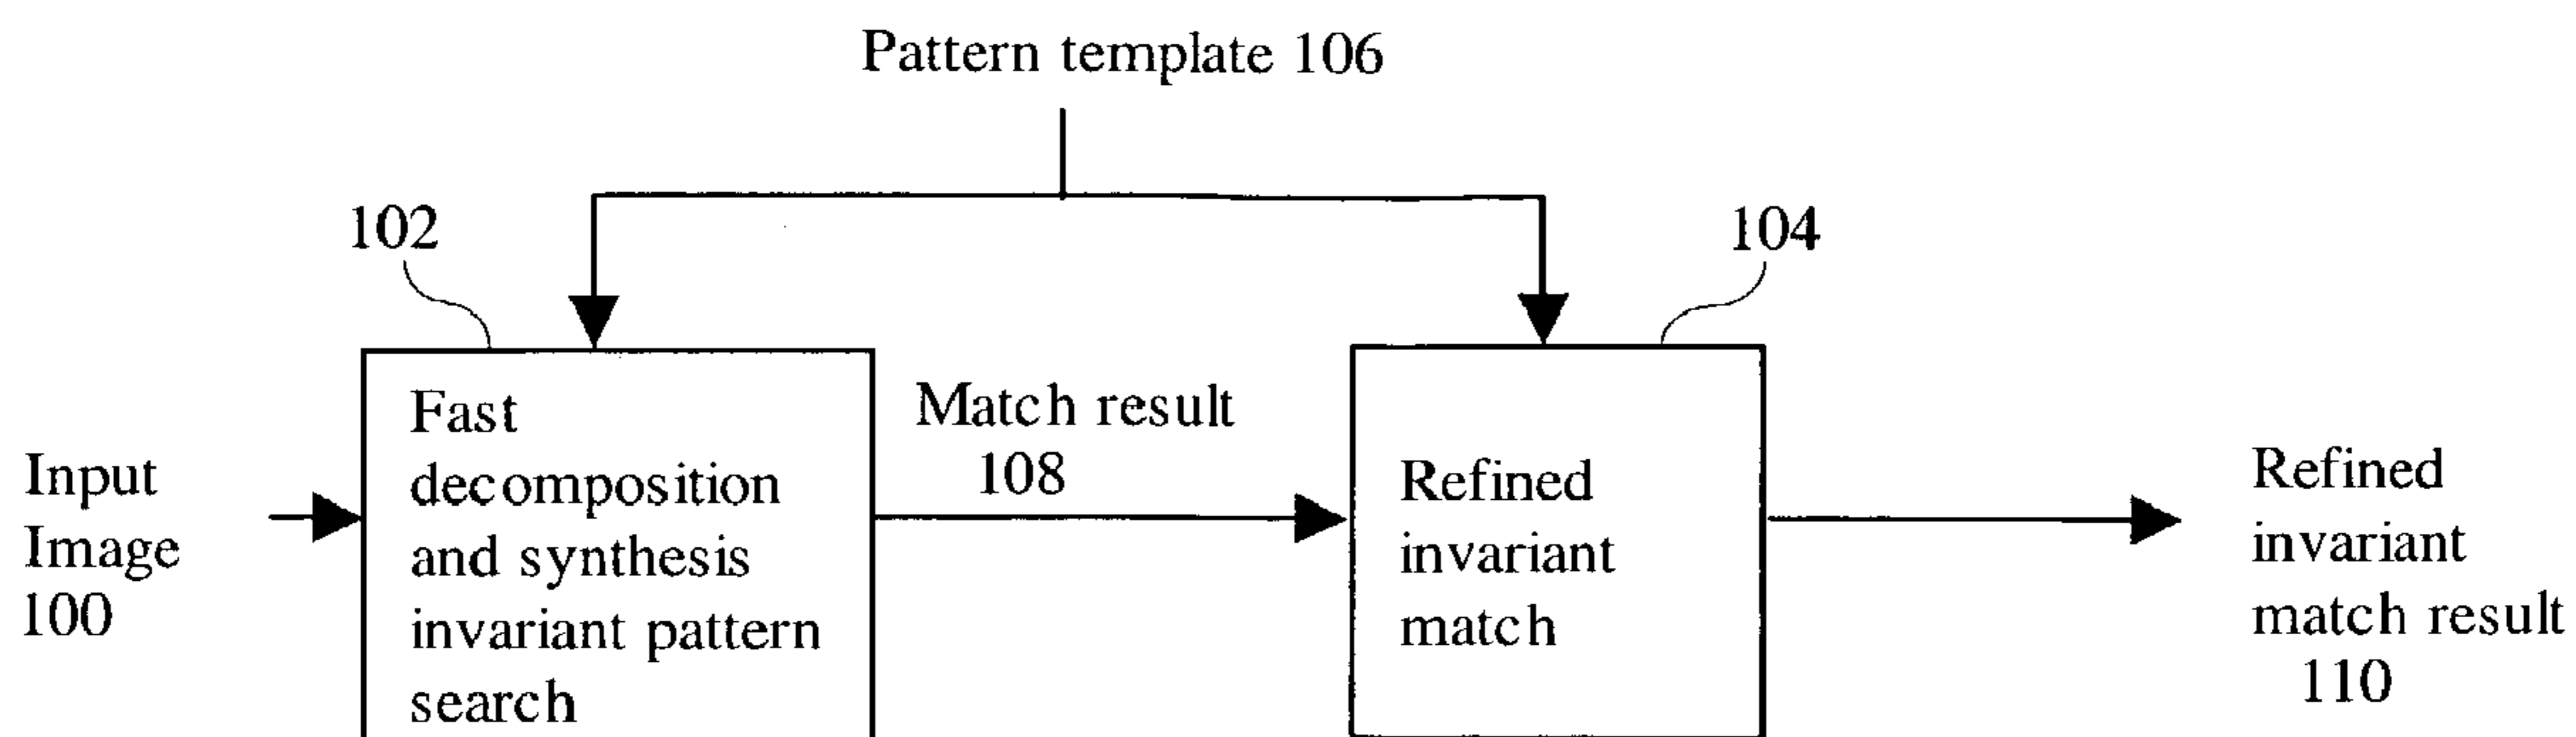 Pattern template 106
102
104
Input
Image
100
Fast
decomposition
and synthesis
invariant pattern
search
Match result
108
Refined
invariant
match
Refined
invariant
match result
110